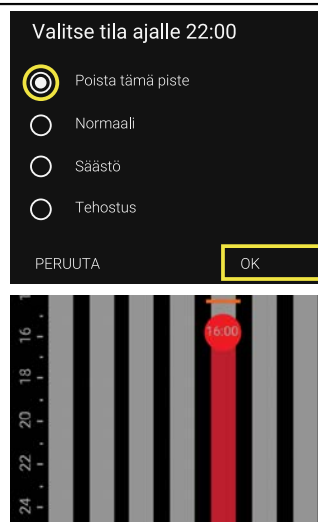 Valitse tila ajalle 22:00
Poista tämä piste
Normaali
Säästö
Tehostus
PERUUTA OK
16:00
16
18
20
22
24